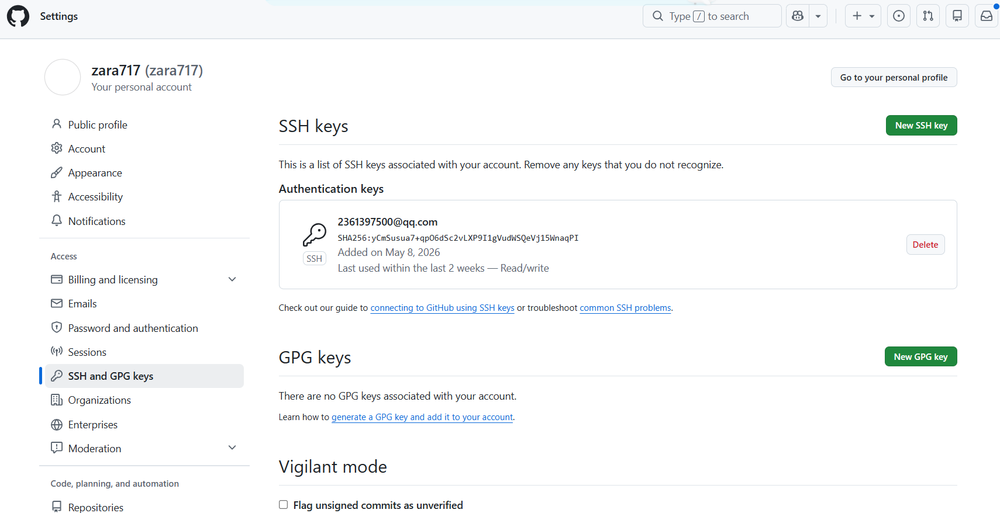 Settings
Type / to search
zara717 (zara717)
Your personal account
Go to your personal profile
Public profile
Account
Appearance
Accessibility
Notifications
Access
Billing and licensing
Emails
Password and authentication
Sessions
SSH and GPG keys
Organizations
Enterprises
Moderation
Code, planning, and automation
Repositories
SSH keys
New SSH key
This is a list of SSH keys associated with your account. Remove any keys that you do not recognize.
Authentication keys
2361397500@qq.com
SHA256:yCmSusua7+qpO6dSc2vLXP9I1gVudWSQeVj15WnaqPI
SSH
Added on May 8, 2026
Last used within the last 2 weeks — Read/write
Delete
Check out our guide to connecting to GitHub using SSH keys or troubleshoot common SSH problems.
GPG keys
New GPG key
There are no GPG keys associated with your account.
Learn how to generate a GPG key and add it to your account.
Vigilant mode
Flag unsigned commits as unverified